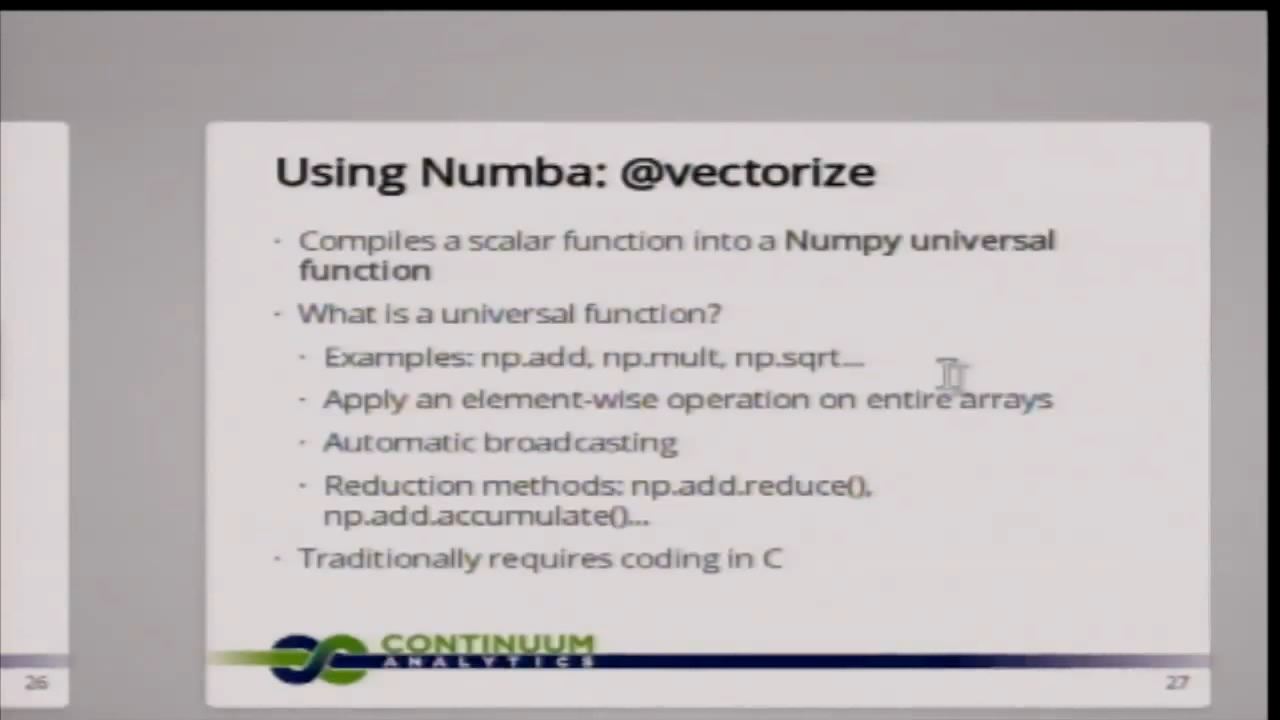 Using Numba: @vectorize
· Compiles a scalar function into a Numpy universal
function
· What is a universal function?
· Examples: np.add, np.mult, np.sqrt...
· Apply an element-wise operation on entire arrays
· Automatic broadcasting
· Reduction methods: np.add.reduce(),
np.add.accumulate()...
· Traditionally requires coding in C
CONTINUUM
ANALYTICS
26
27